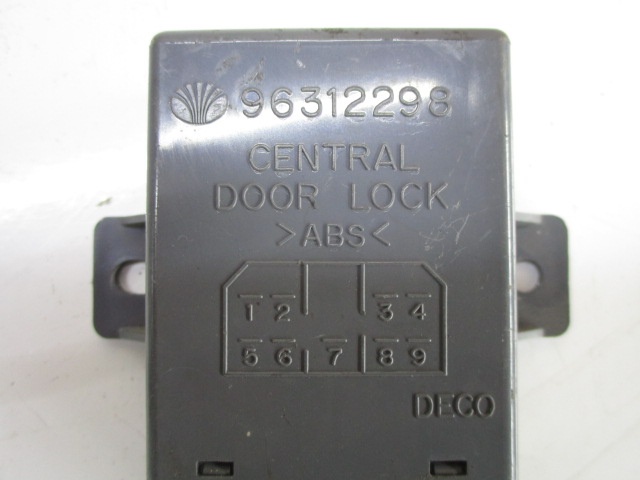 96312298
CENTRAL
DOOR LOCK
>ABS<
1 2 3 4
5 6 7 8 9
DECO